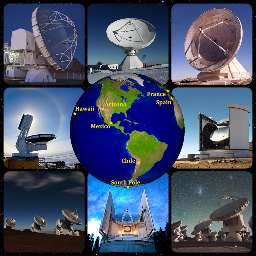 France
Hawaii
Arizona
Spain
Mexico
Chile
South Pole